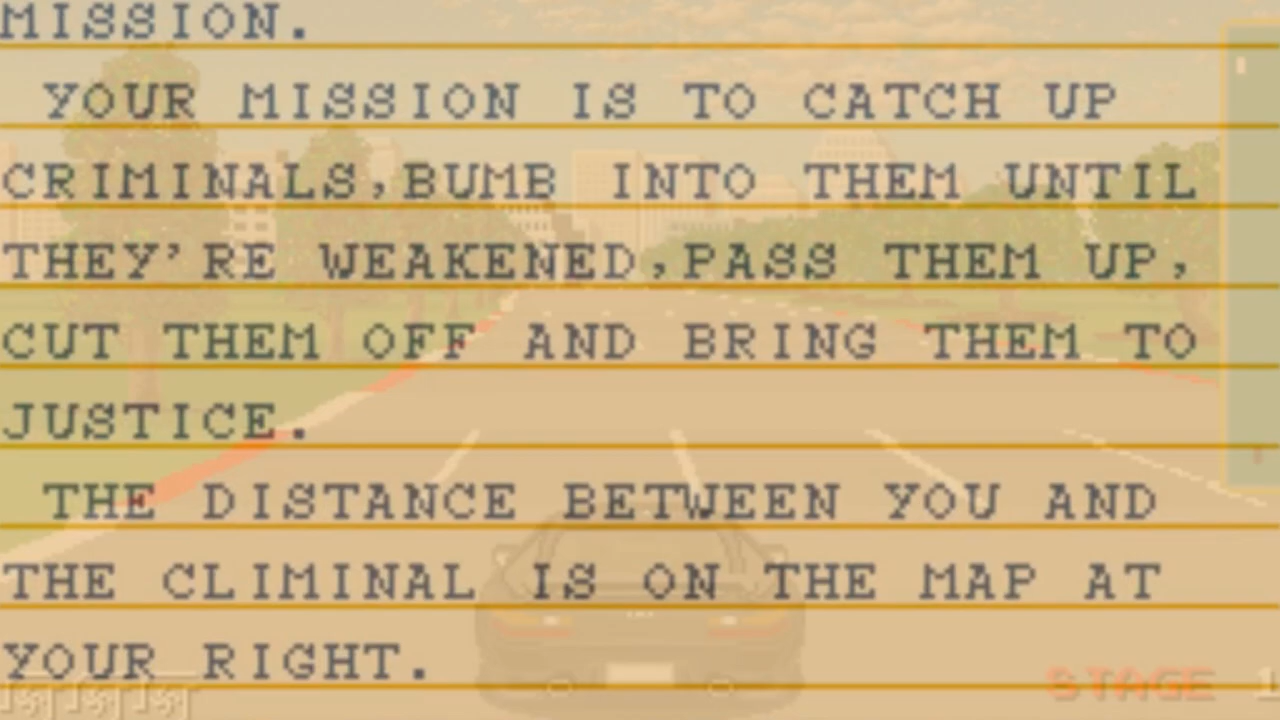 MISSION.
YOUR MISSION IS TO CATCH UP
CRIMINALS,BUMB INTO THEM UNTIL
THEY'RE WEAKENED,PASS THEM UP,
CUT THEM OFF AND BRING THEM TO
JUSTICE.
THE DISTANCE BETWEEN YOU AND
THE CLIMINAL IS ON THE MAP AT
YOUR RIGHT.
STAGE 1